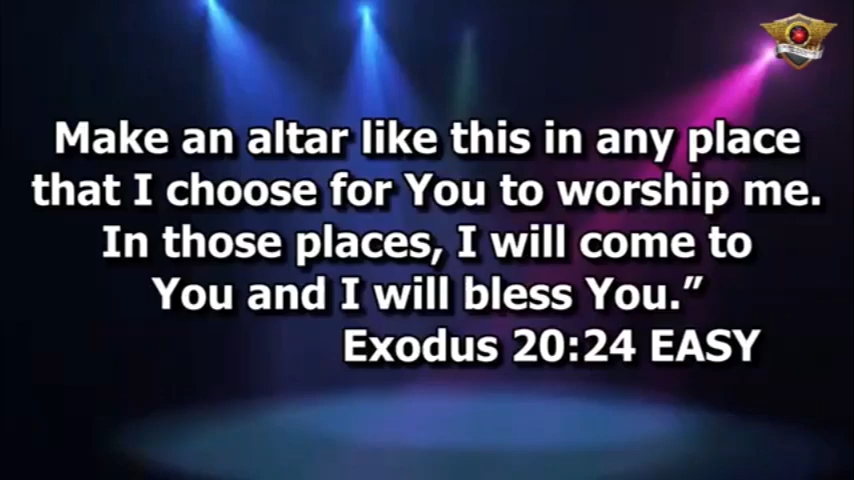 Make an altar like this in any place
that I choose for You to worship me.
In those places, I will come to
You and I will bless You.”
Exodus 20:24 EASY